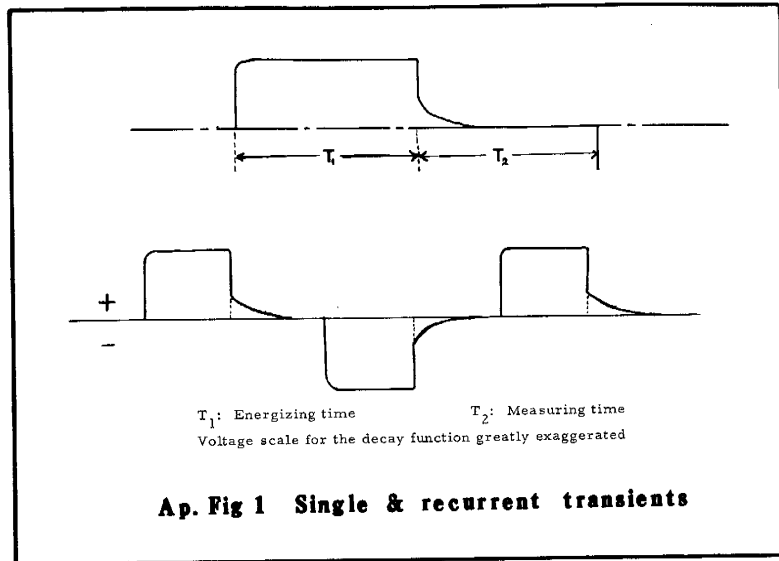 T₁ T₂
+
−
T₁: Energizing time T₂: Measuring time
Voltage scale for the decay function greatly exaggerated
Ap. Fig 1 Single & recurrent transients